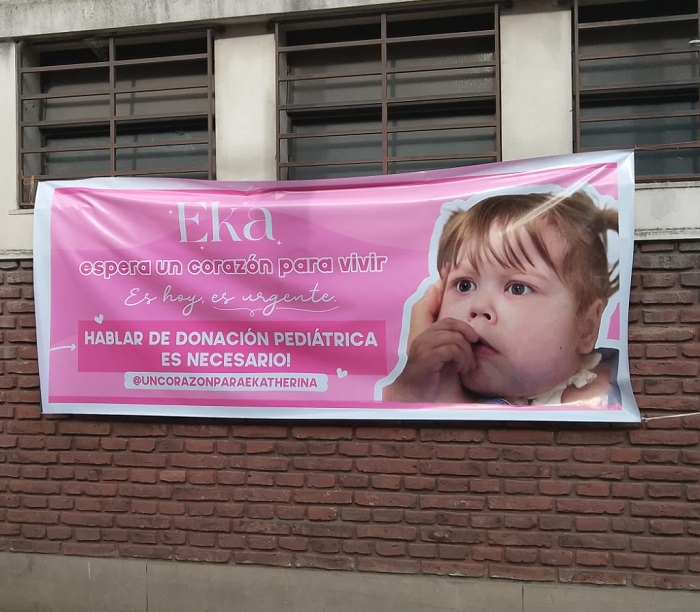 Eka
espera un corazón para vivir
Es hoy, es urgente.
HABLAR DE DONACIÓN PEDIÁTRICA
ES NECESARIO!
@UNCORAZONPARAEKATHERINA